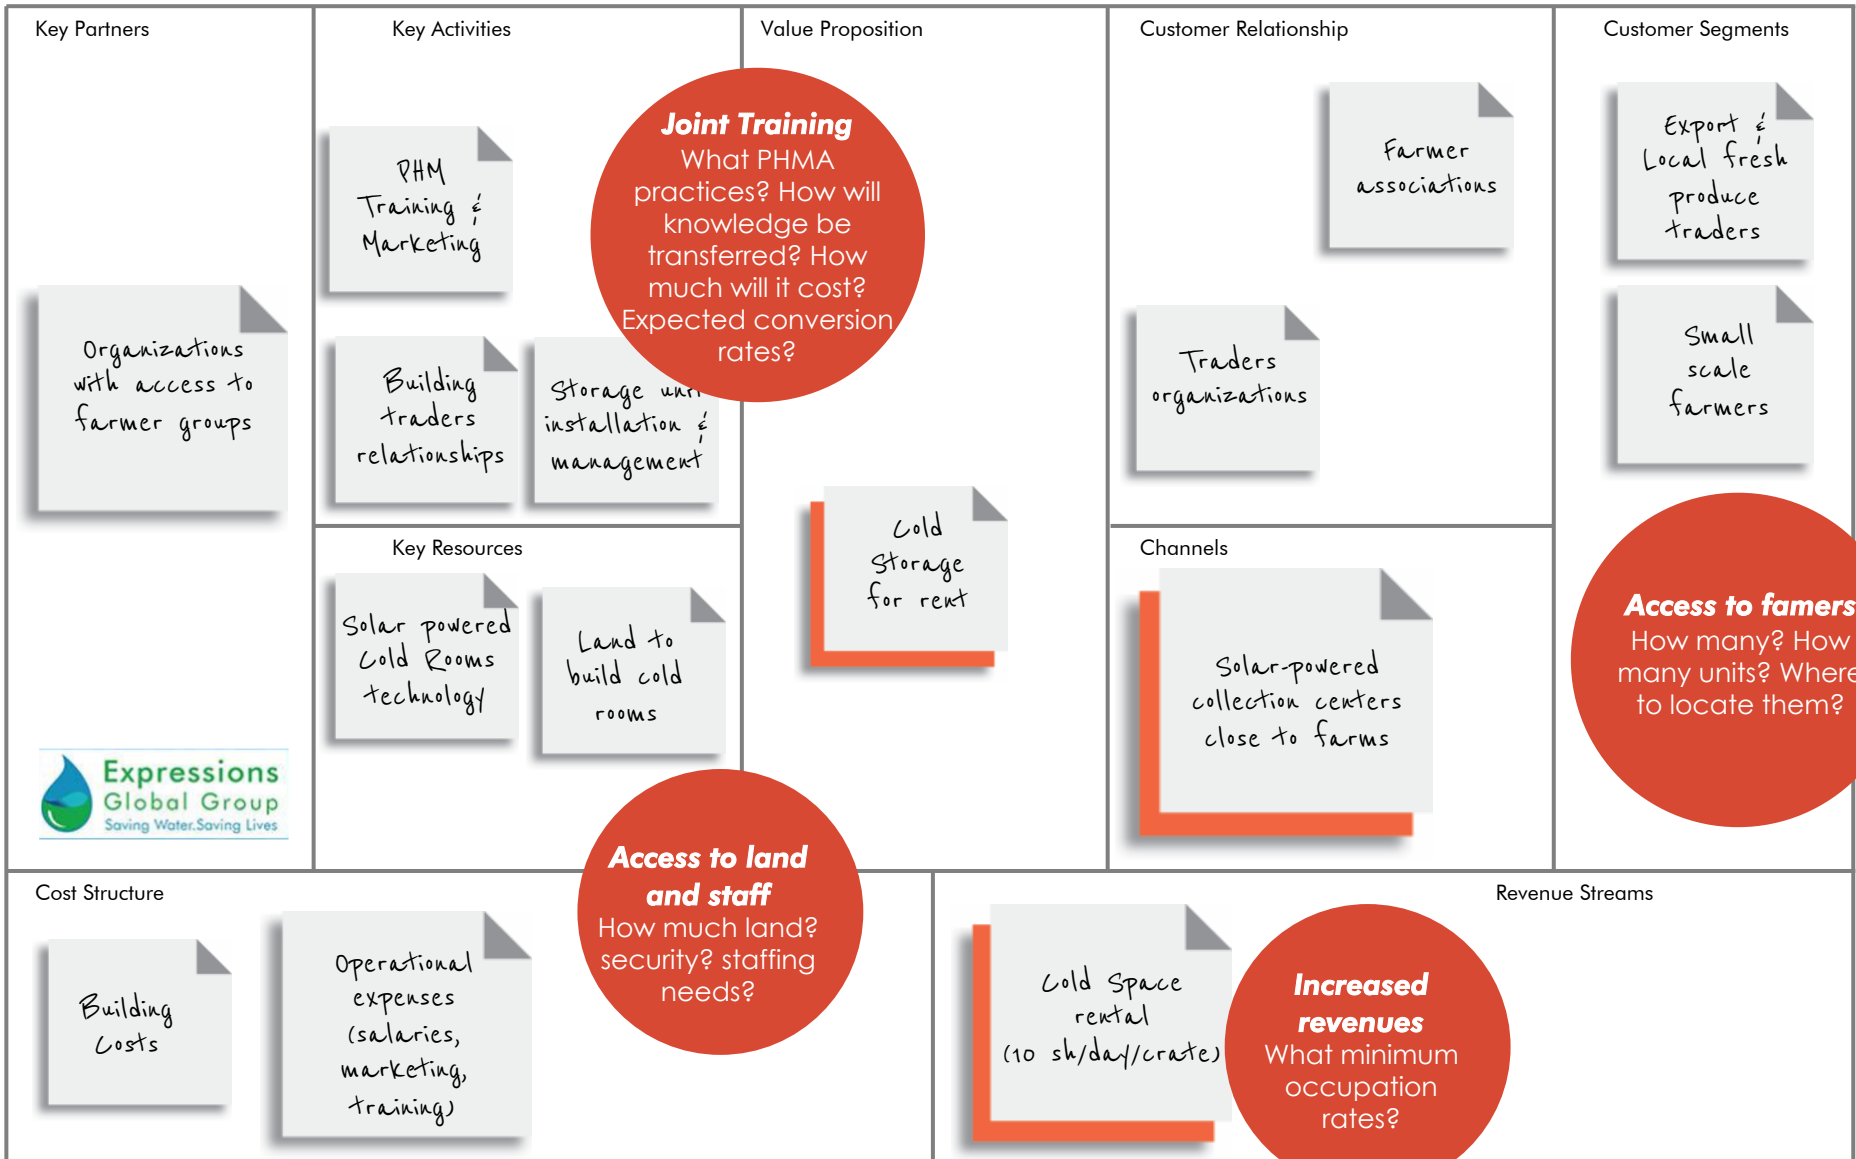 Key Partners
Organizations
with access to
farmer groups
Expressions
Global Group
Saving Water.Saving Lives
Key Activities
PHM
Training &
Marketing
Building
traders
relationships
Storage unit
installation &
management
Joint Training
What PHMA
practices? How will
knowledge be
transferred? How
much will it cost?
Expected conversion
rates?
Key Resources
Solar powered
Cold Rooms
technology
Land to
build cold
rooms
Value Proposition
Cold
Storage
for rent
Customer Relationship
Farmer
associations
Traders
organizations
Channels
Solar-powered
collection centers
close to farms
Customer Segments
Export &
Local fresh
produce
traders
Small
scale
farmers
Access to famers
How many? How
many units? Where
to locate them?
Cost Structure
Building
Costs
Operational
expenses
(salaries,
marketing,
training)
Access to land
and staff
How much land?
security? staffing
needs?
Revenue Streams
Cold Space
rental
(10 sh/day/crate)
Increased
revenues
What minimum
occupation
rates?